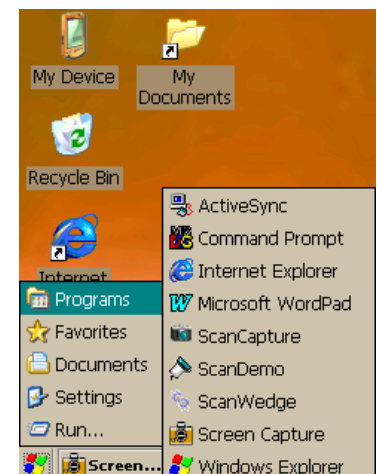 My Device
My
Documents
Recycle Bin
Internet
Programs
Favorites
Documents
Settings
Run...
ActiveSync
Command Prompt
Internet Explorer
Microsoft WordPad
ScanCapture
ScanDemo
ScanWedge
Screen Capture
Windows Explorer
Screen...